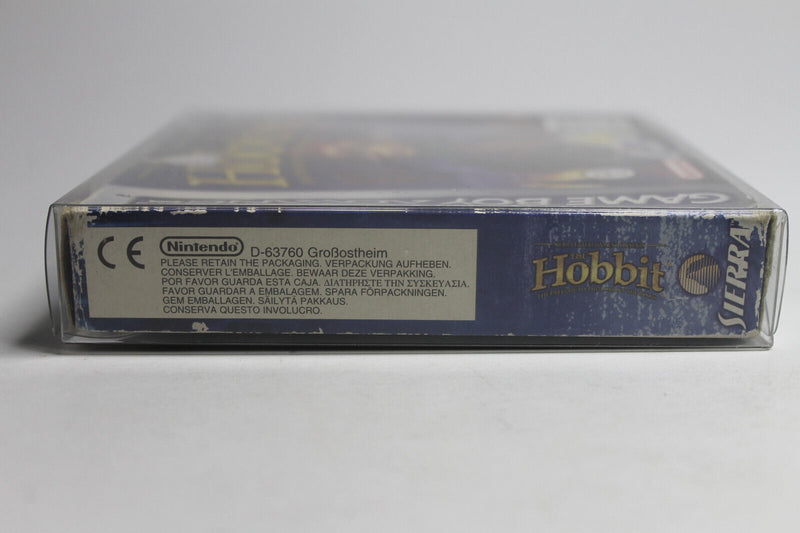 GAME BOY ADVANCE
CE
Nintendo D-63760 Großostheim
PLEASE RETAIN THE PACKAGING. VERPACKUNG AUFHEBEN.
CONSERVER L'EMBALLAGE. BEWAAR DEZE VERPAKKING.
POR FAVOR GUARDA ESTA CAJA. ΔΙΑΤΗΡΗΣΤΕ ΤΗΝ ΣΥΣΚΕΥΑΣΙΑ.
FAVOR GUARDAR A EMBALAGEM. SPARA FÖRPACKNINGEN.
GEM EMBALLAGEN. SÄILYTÄ PAKKAUS.
CONSERVA QUESTO INVOLUCRO.
THE
Hobbit
SIERRA